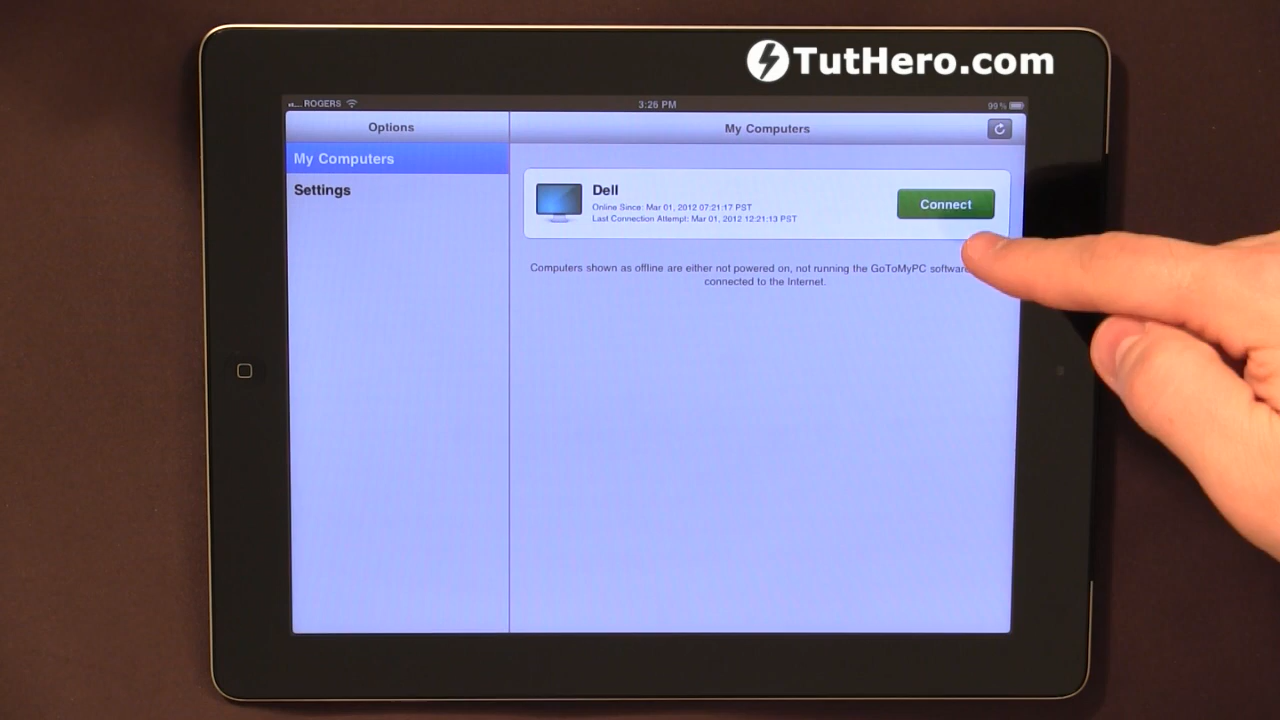 TutHero.com
ROGERS
3:26 PM
99%
Options
My Computers
My Computers
Settings
Dell
Online Since: Mar 01, 2012 07:21:17 PST
Last Connection Attempt: Mar 01, 2012 12:21:13 PST
Connect
Computers shown as offline are either not powered on, not running the GoToMyPC
connected to the Internet.